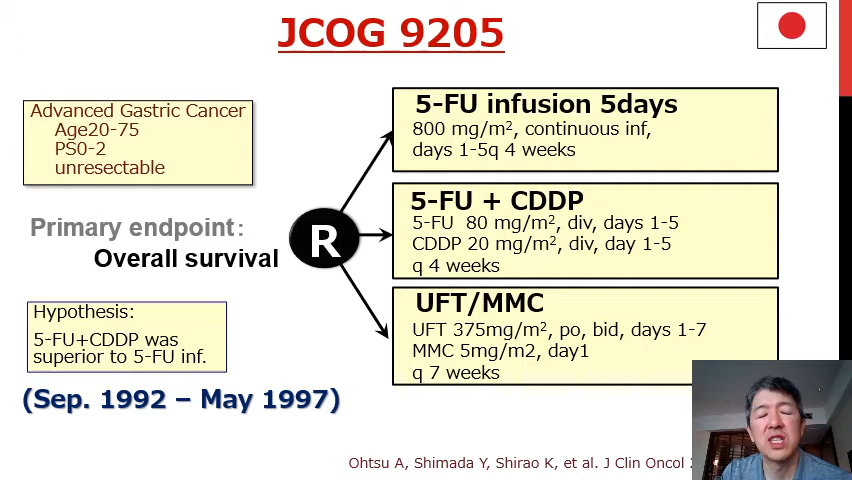 JCOG 9205
Advanced Gastric Cancer
Age20-75
PS0-2
unresectable
Primary endpoint:
Overall survival
Hypothesis:
5-FU+CDDP was
superior to 5-FU inf.
(Sep. 1992 – May 1997)
R
5-FU infusion 5days
800 mg/m², continuous inf,
days 1-5q 4 weeks
5-FU + CDDP
5-FU 80 mg/m², div, days 1-5
CDDP 20 mg/m², div, day 1-5
q 4 weeks
UFT/MMC
UFT 375mg/m², po, bid, days 1-7
MMC 5mg/m2, day1
q 7 weeks
Ohtsu A, Shimada Y, Shirao K, et al. J Clin Oncol